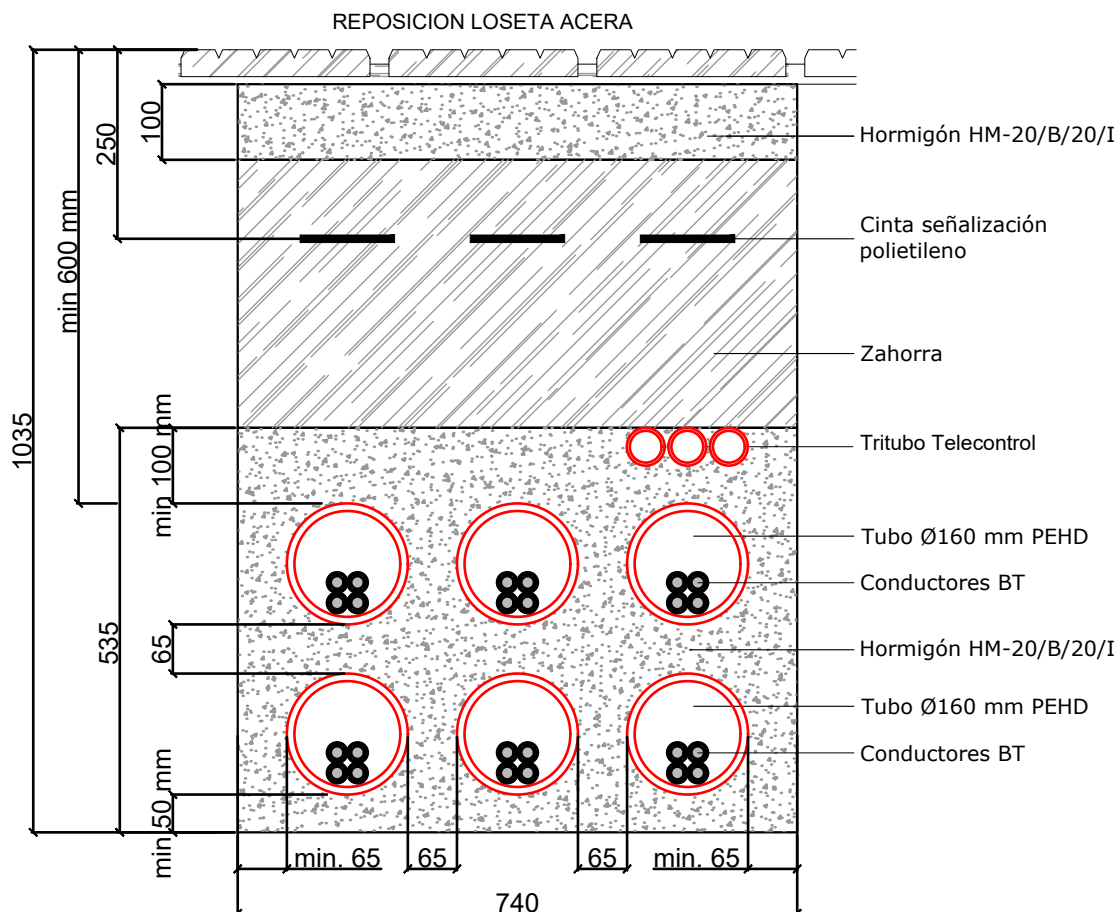 REPOSICION LOSETA ACERA
100
250
min 600 mm
1035
Hormigón HM-20/B/20/I
Cinta señalización
polietileno
Zahorra
min 100 mm
Tritubo Telecontrol
Tubo Ø160 mm PEHD
Conductores BT
535
65
Hormigón HM-20/B/20/I
Tubo Ø160 mm PEHD
Conductores BT
min 50 mm
min. 65
65
65
min. 65
740